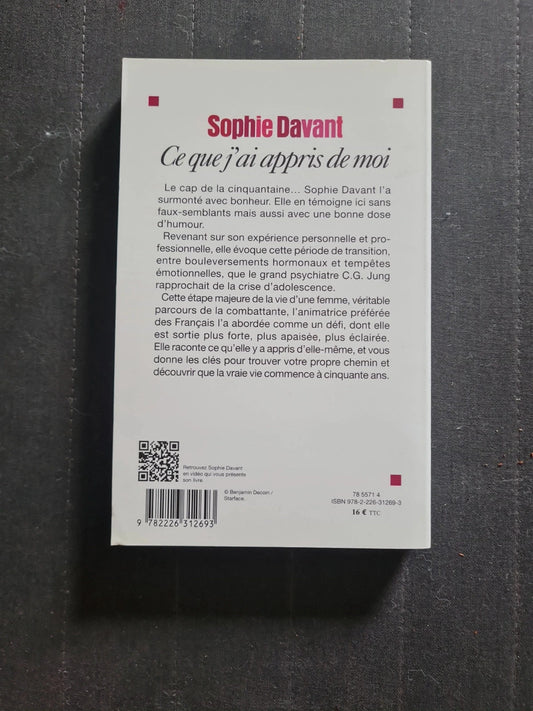 Sophie Davant
Ce que j'ai appris de moi
Le cap de la cinquantaine... Sophie Davant l'a
surmonté avec bonheur. Elle en témoigne ici sans
faux-semblants mais aussi avec une bonne dose
d'humour.
Revenant sur son expérience personnelle et pro-
fessionnelle, elle évoque cette période de transition,
entre bouleversements hormonaux et tempêtes
émotionnelles, que le grand psychiatre C.G. Jung
rapprochait de la crise d'adolescence.
Cette étape majeure de la vie d'une femme, véritable
parcours de la combattante, l'animatrice préférée
des Français l'a abordée comme un défi, dont elle
est sortie plus forte, plus apaisée, plus éclairée.
Elle raconte ce qu'elle y a appris d'elle-même, et vous
donne les clés pour trouver votre propre chemin et
découvrir que la vraie vie commence à cinquante ans.
Retrouvez Sophie Davant
en vidéo qui vous présente
son livre.
© Benjamin Decoin /
Starface.
9 782226 312693
78 5571 4
ISBN 978-2-226-31269-3
16 € TTC